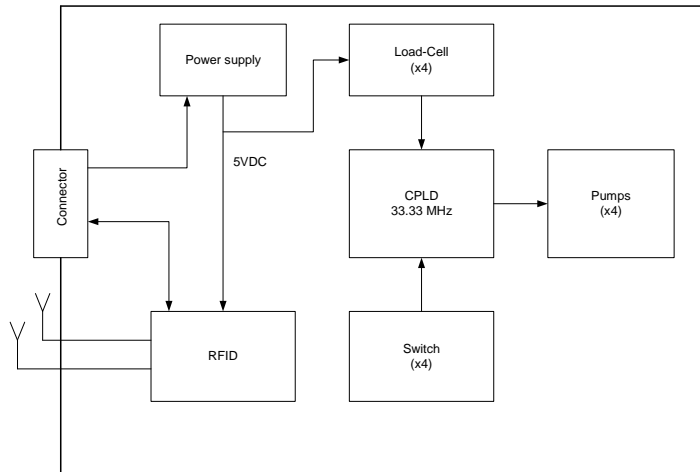 Power supply
Load-Cell
(x4)
Connector
5VDC
CPLD
33.33 MHz
Pumps
(x4)
RFID
Switch
(x4)